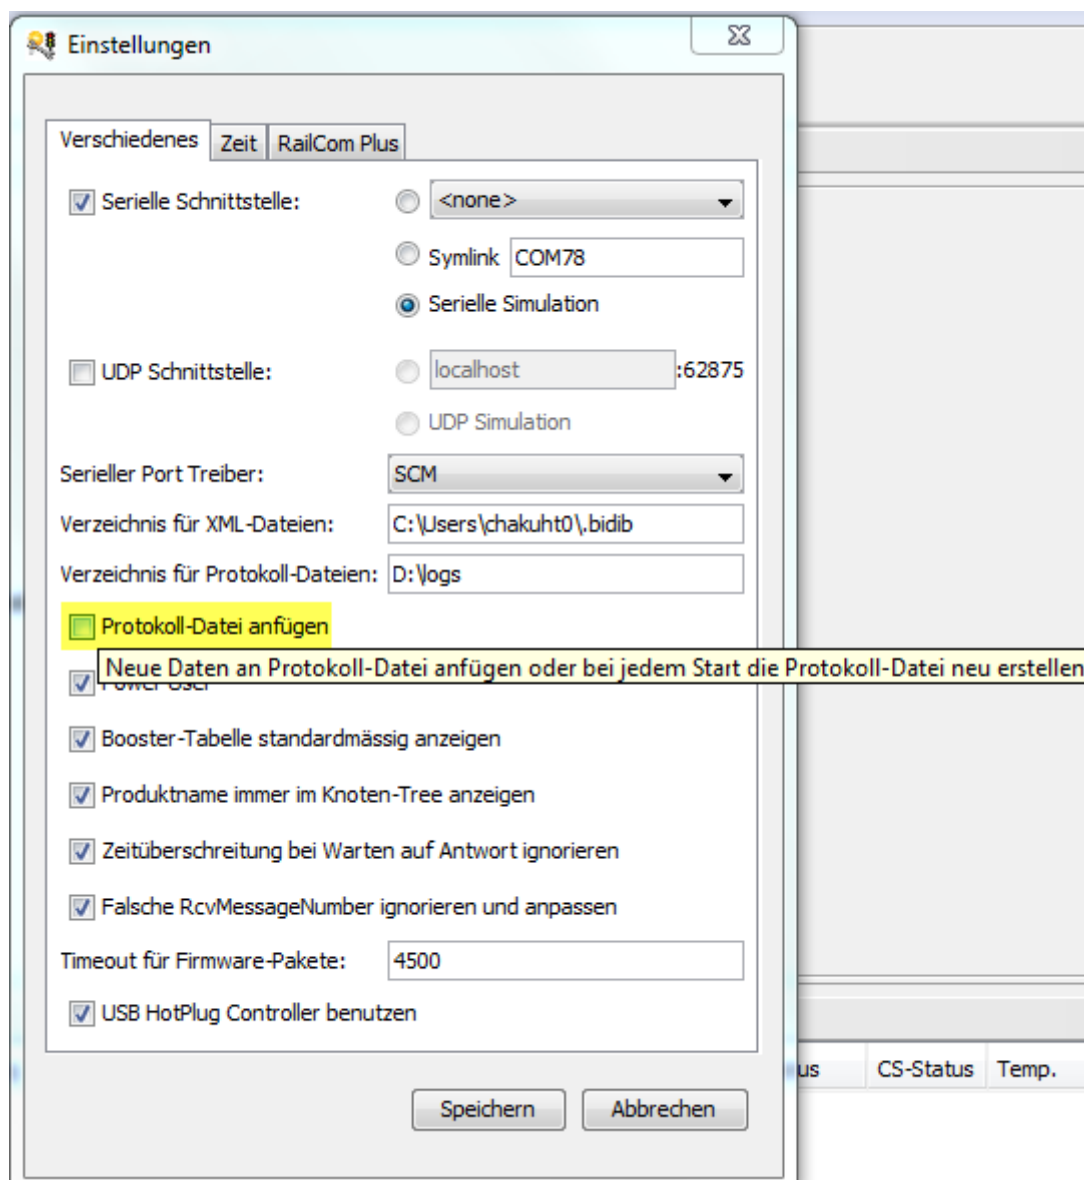 Einstellungen
Verschiedenes Zeit RailCom Plus
Serielle Schnittstelle: <none>
Symlink COM78
Serielle Simulation
UDP Schnittstelle: localhost :62875
UDP Simulation
Serieller Port Treiber: SCM
Verzeichnis für XML-Dateien: C:\Users\chakuht0\.bidib
Verzeichnis für Protokoll-Dateien: D:\logs
Protokoll-Datei anfügen
Neue Daten an Protokoll-Datei anfügen oder bei jedem Start die Protokoll-Datei neu erstellen
Power User
Booster-Tabelle standardmässig anzeigen
Produktname immer im Knoten-Tree anzeigen
Zeitüberschreitung bei Warten auf Antwort ignorieren
Falsche RcvMessageNumber ignorieren und anpassen
Timeout für Firmware-Pakete: 4500
USB HotPlug Controller benutzen
us CS-Status Temp.
Speichern Abbrechen